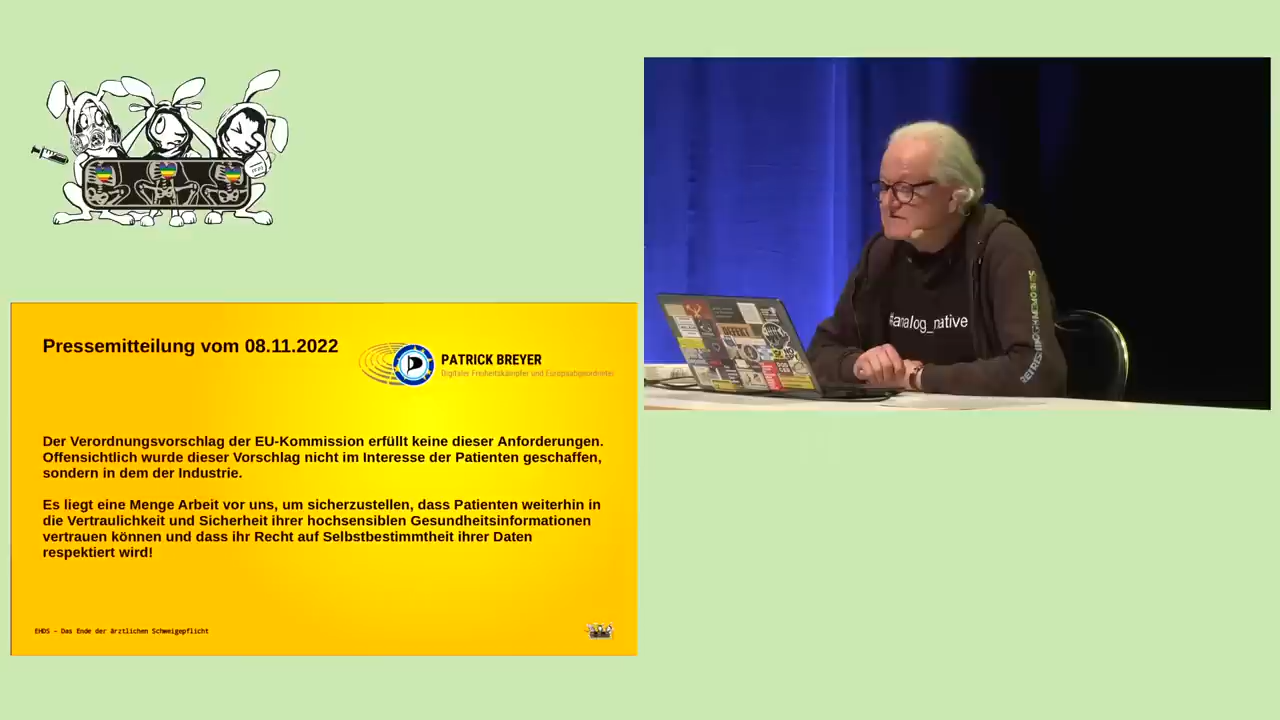 Pressemitteilung vom 08.11.2022
PATRICK BREYER
Digitaler Freiheitskämpfer und Europaabgeordneter
Der Verordnungsvorschlag der EU-Kommission erfüllt keine dieser Anforderungen.
Offensichtlich wurde dieser Vorschlag nicht im Interesse der Patienten geschaffen,
sondern in dem der Industrie.
Es liegt eine Menge Arbeit vor uns, um sicherzustellen, dass Patienten weiterhin in
die Vertraulichkeit und Sicherheit ihrer hochsensiblen Gesundheitsinformationen
vertrauen können und dass ihr Recht auf Selbstbestimmtheit ihrer Daten
respektiert wird!
EHDS - Das Ende der ärztlichen Schweigepflicht
#analog_native
DEFEKT